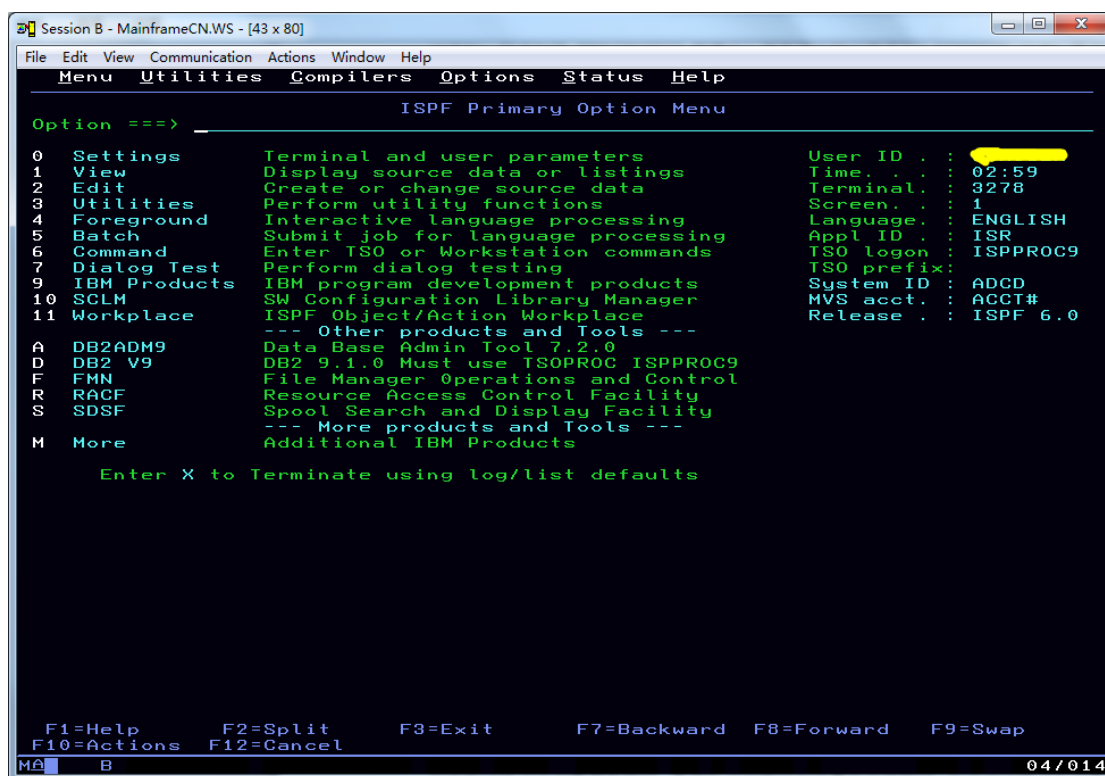 Session B - MainframeCN.WS - [43 x 80]
File Edit View Communication Actions Window Help
Menu Utilities Compilers Options Status Help
ISPF Primary Option Menu
Option ===>
0 Settings Terminal and user parameters User ID . :
1 View Display source data or listings Time. . . : 02:59
2 Edit Create or change source data Terminal. : 3278
3 Utilities Perform utility functions Screen. . : 1
4 Foreground Interactive language processing Language. : ENGLISH
5 Batch Submit job for language processing Appl ID . : ISR
6 Command Enter TSO or Workstation commands TSO logon : ISPPROC9
7 Dialog Test Perform dialog testing TSO prefix:
9 IBM Products IBM program development products System ID : ADCD
10 SCLM SW Configuration Library Manager MVS acct. : ACCT#
11 Workplace ISPF Object/Action Workplace Release . : ISPF 6.0
--- Other products and Tools ---
A DB2ADM9 Data Base Admin Tool 7.2.0
D DB2 V9 DB2 9.1.0 Must use TSOPROC ISPPROC9
F FMN File Manager Operations and Control
R RACF Resource Access Control Facility
S SDSF Spool Search and Display Facility
--- More products and Tools ---
M More Additional IBM Products
Enter X to Terminate using log/list defaults
F1=Help F2=Split F3=Exit F7=Backward F8=Forward F9=Swap
F10=Actions F12=Cancel
MA B 04/014